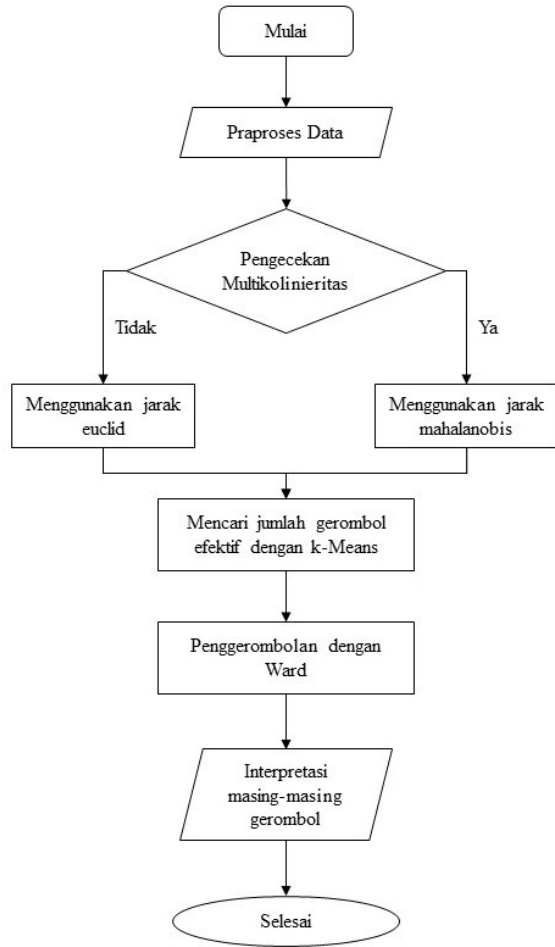 Mulai
Praproses Data
Pengecekan
Multikolinieritas
Tidak
Ya
Menggunakan jarak
euclid
Menggunakan jarak
mahalanobis
Mencari jumlah gerombol
efektif dengan k-Means
Penggerombolan dengan
Ward
Interpretasi
masing-masing
gerombol
Selesai